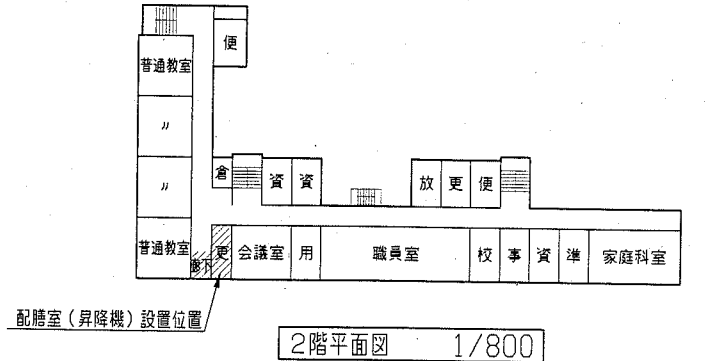 便
普通教室
〃
〃
倉
資
資
放
更
便
普通教室
廊下
更
会議室
用
職員室
校
事
資
準
家庭科室
配膳室（昇降機）設置位置
2階平面図 1/800